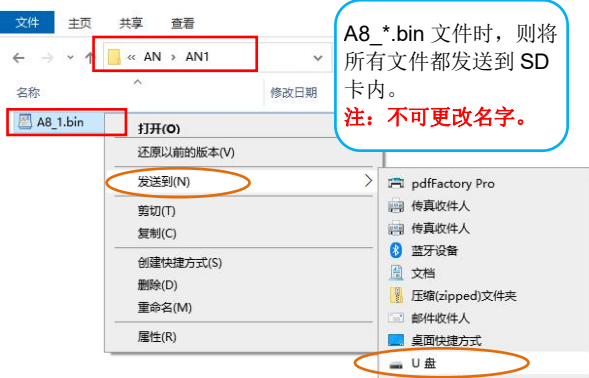 文件 主页 共享 查看
« AN › AN1
名称 修改日期
A8_1.bin
A8_*.bin 文件时，则将
所有文件都发送到 SD
卡内。
注：不可更改名字。
打开(O)
还原以前的版本(V)
发送到(N)
剪切(T)
复制(C)
创建快捷方式(S)
删除(D)
重命名(M)
属性(R)
pdfFactory Pro
传真收件人
传真收件人
蓝牙设备
文档
压缩(zipped)文件夹
邮件收件人
桌面快捷方式
U 盘